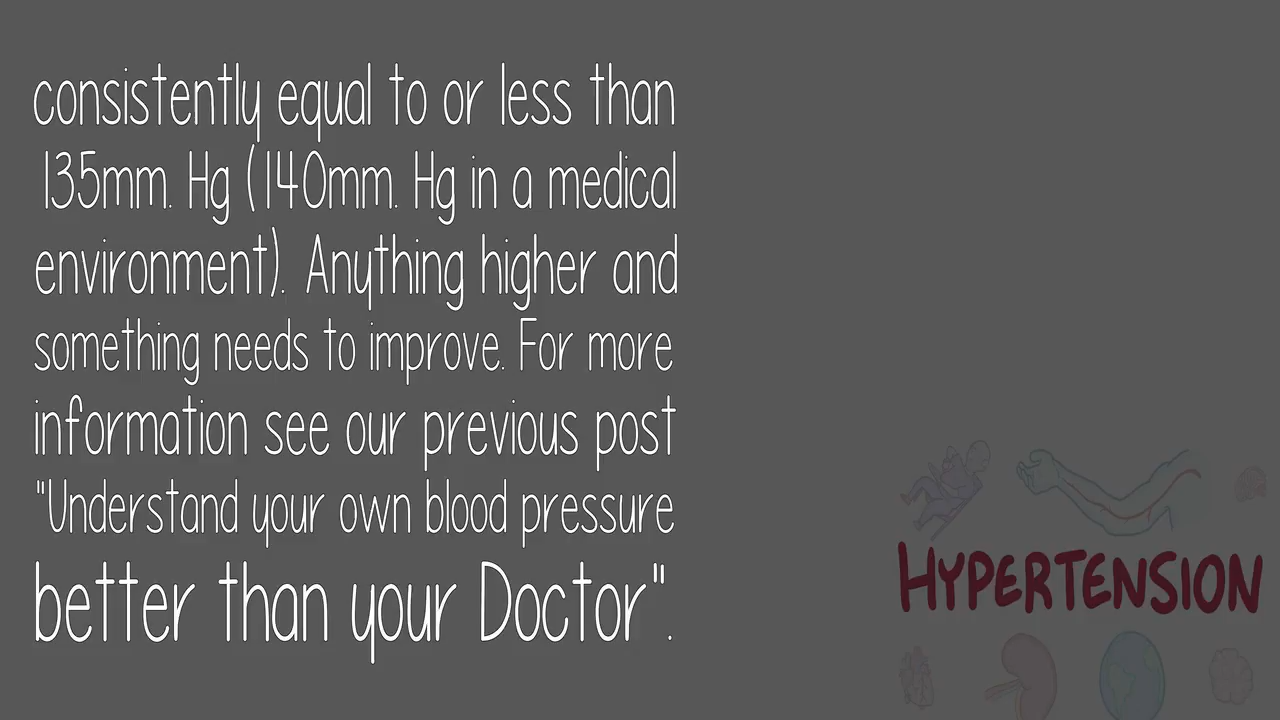 consistently equal to or less than
135mm. Hg (140mm. Hg in a medical
environment). Anything higher and
something needs to improve. For more
information see our previous post
"Understand your own blood pressure
better than your Doctor".
HYPERTENSION